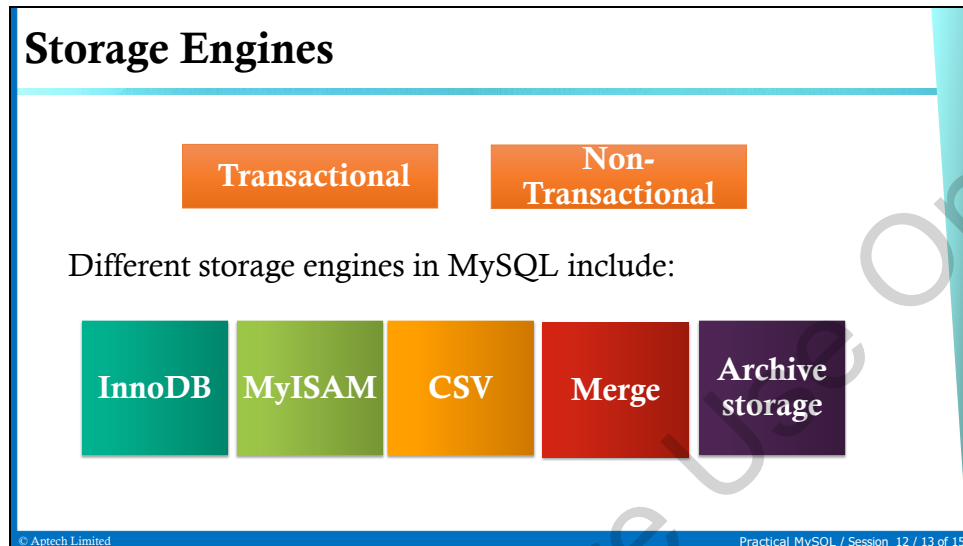 Storage Engines
Transactional
Non-
Transactional
Different storage engines in MySQL include:
InnoDB
MyISAM
CSV
Merge
Archive
storage
Use
© Aptech Limited
Practical MySQL / Session 12 / 13 of 15